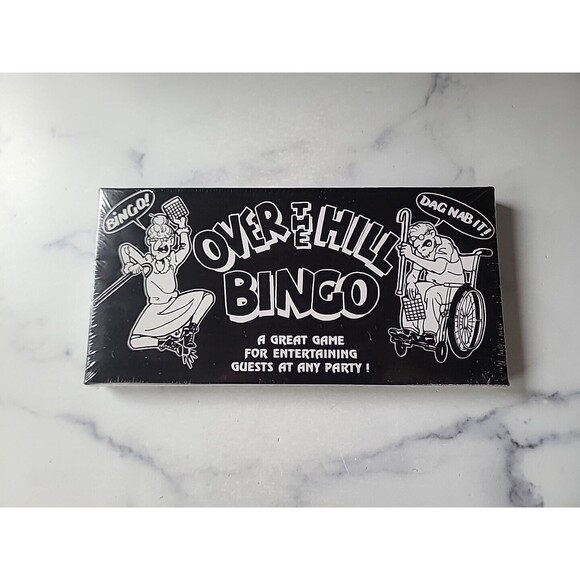 BINGO!
DAG NAB IT!
OVER THE HILL
BINGO
A GREAT GAME
FOR ENTERTAINING
GUESTS AT ANY PARTY !